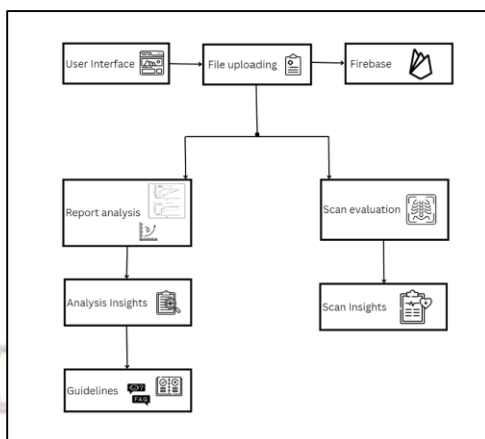 User Interface
File uploading
Firebase
Report analysis
Scan evaluation
Analysis Insights
Scan Insights
Guidelines
FAQ